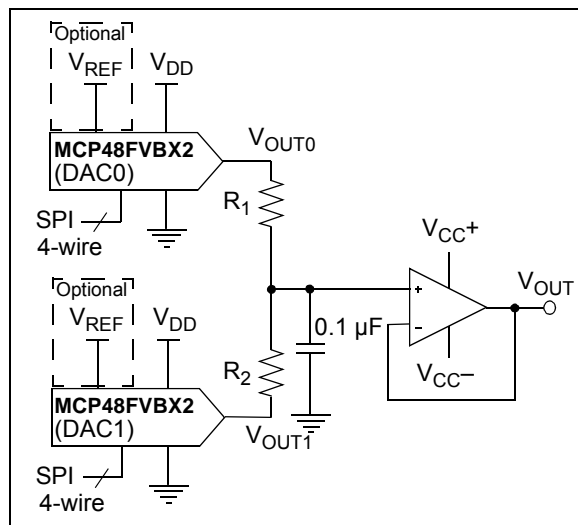 Optional
VREF
VDD
MCP48FVBX2
(DAC0)
VOUT0
SPI
4-wire
R1
VCC+
Optional
VREF
VDD
+
-
VOUT
0.1 µF
R2
VCC–
MCP48FVBX2
(DAC1)
VOUT1
SPI
4-wire